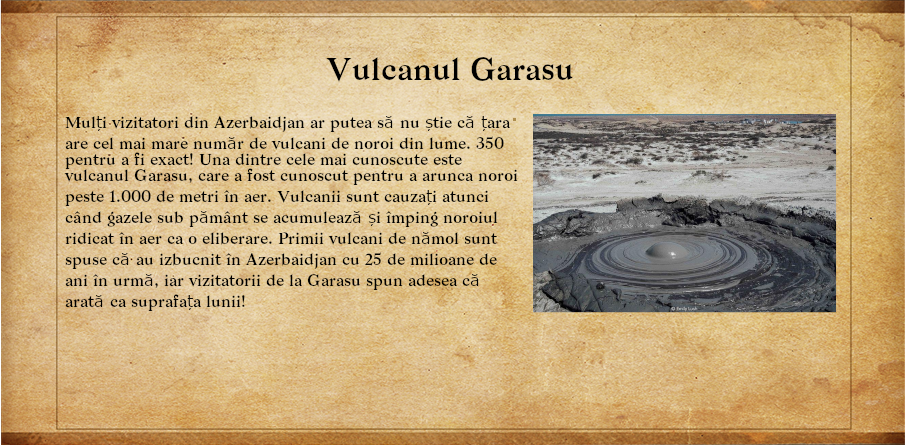 Vulcanul Garasu
Mulți vizitatori din Azerbaidjan ar putea să nu știe că țara
are cel mai mare număr de vulcani de noroi din lume. 350
pentru a fi exact! Una dintre cele mai cunoscute este
vulcanul Garasu, care a fost cunoscut pentru a arunca noroi
peste 1.000 de metri în aer. Vulcanii sunt cauzați atunci
când gazele sub pământ se acumulează și împing noroiul
ridicat în aer ca o eliberare. Primii vulcani de nămol sunt
spuse că au izbucnit în Azerbaidjan cu 25 de milioane de
ani în urmă, iar vizitatorii de la Garasu spun adesea că
arată ca suprafața lunii!